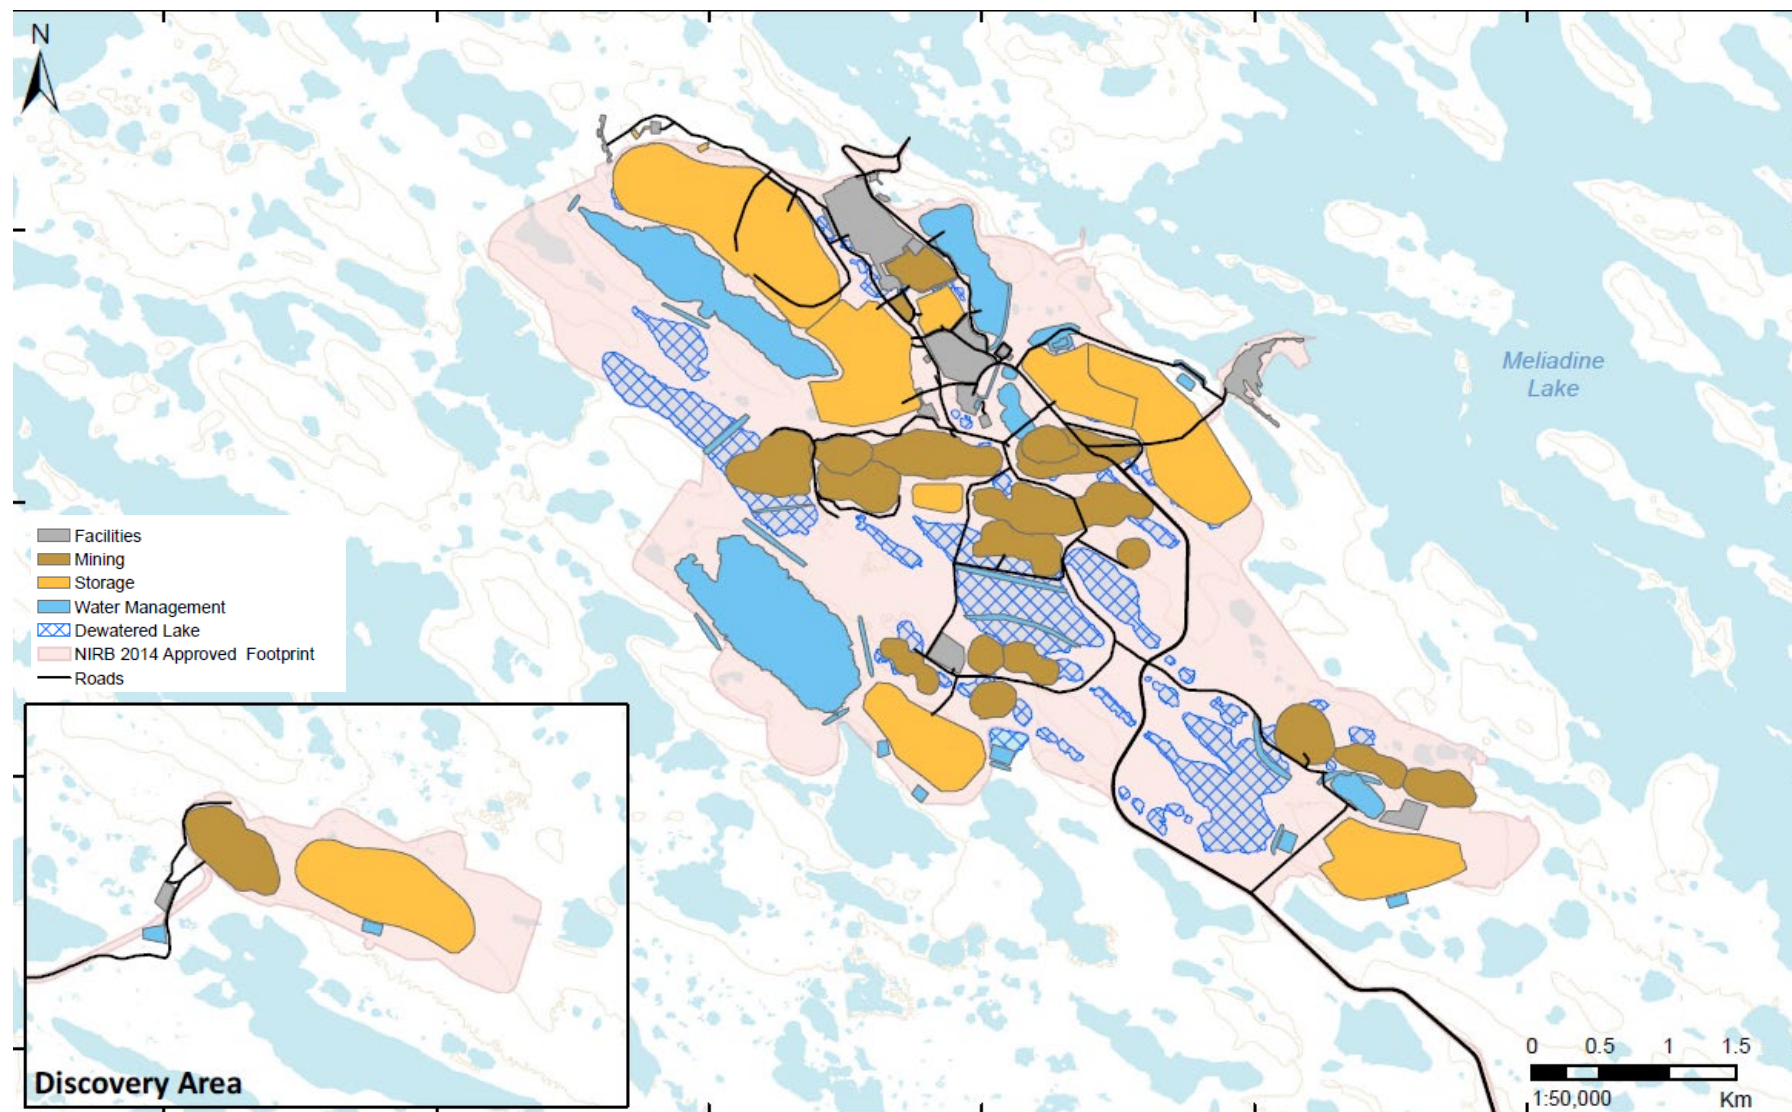 N
Meliadine
Lake
Facilities
Mining
Storage
Water Management
Dewatered Lake
NIRB 2014 Approved Footprint
Roads
Discovery Area
0 0.5 1 1.5
1:50,000 Km